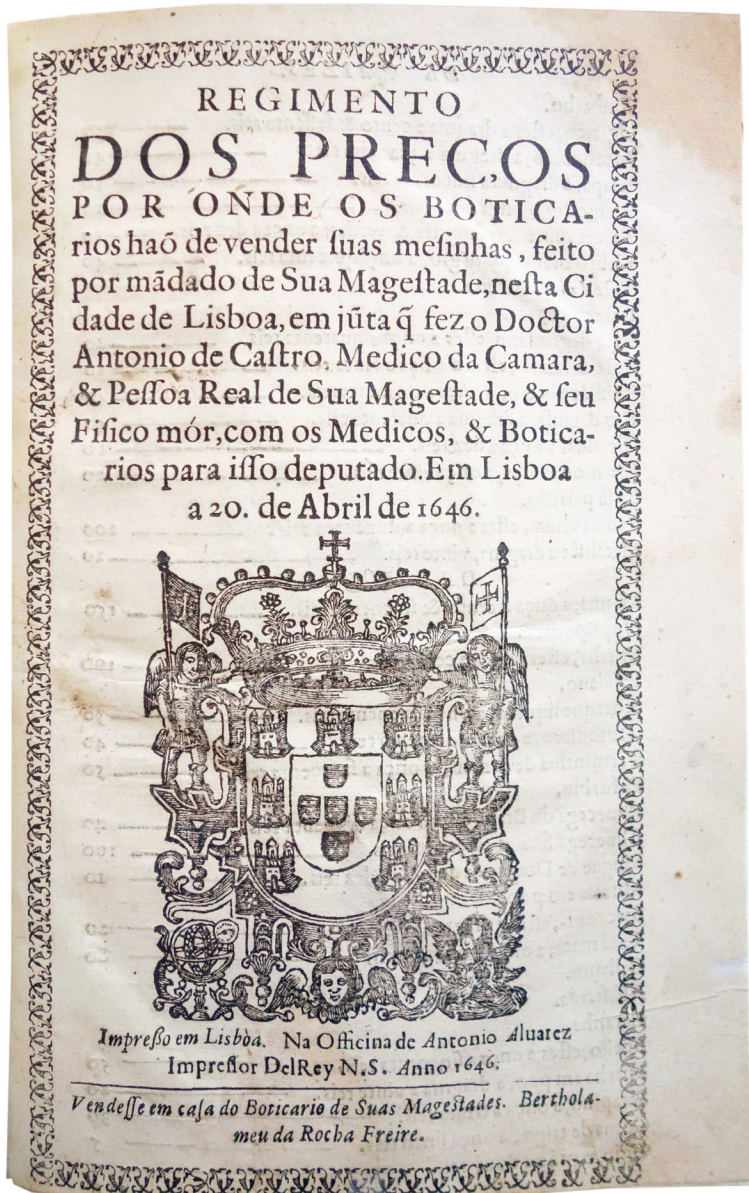 REGIMENTO
DOS PREC,OS
POR ONDE OS BOTICA-
rios haõ de vender ſuas meſinhas, feito
por mãdado de Sua Mageſtade, neſta Ci
dade de Lisboa, em jũta q̃ fez o Doctor
Antonio de Caſtro, Medico da Camara,
& Peſſoa Real de Sua Mageſtade, & ſeu
Fiſico mór, com os Medicos, & Botica-
rios para iſſo deputado. Em Lisboa
a 20. de Abril de 1646.
Impreßo em Lisbòa. Na Officina de Antonio Aluarez
Impreſſor DelRey N.S. Anno 1646.
Vendeſſe em caſa do Boticario de Suas Mageſtades. Berthola-
meu da Rocha Freire.